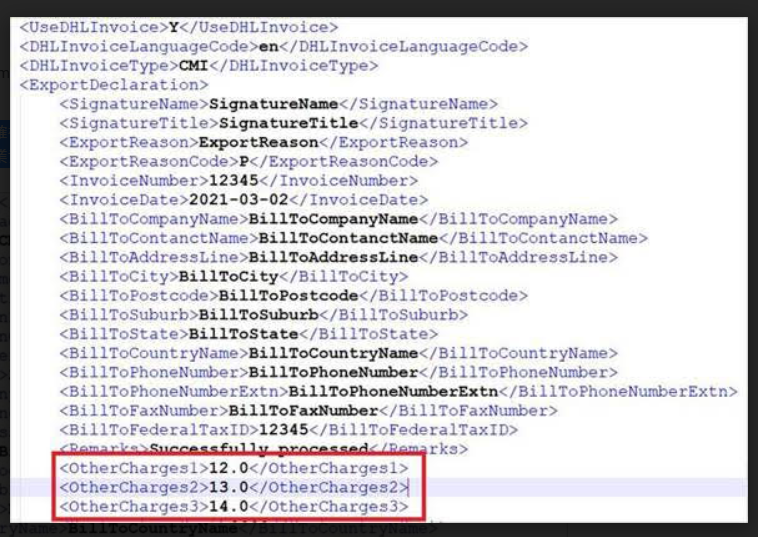 <UseDHLInvoice>Y</UseDHLInvoice>
<DHLInvoiceLanguageCode>en</DHLInvoiceLanguageCode>
<DHLInvoiceType>CMI</DHLInvoiceType>
<ExportDeclaration>
<SignatureName>SignatureName</SignatureName>
<SignatureTitle>SignatureTitle</SignatureTitle>
<ExportReason>ExportReason</ExportReason>
<ExportReasonCode>P</ExportReasonCode>
<InvoiceNumber>12345</InvoiceNumber>
<InvoiceDate>2021-03-02</InvoiceDate>
<BillToCompanyName>BillToCompanyName</BillToCompanyName>
<BillToContanctName>BillToContanctName</BillToContanctName>
<BillToAddressLine>BillToAddressLine</BillToAddressLine>
<BillToCity>BillToCity</BillToCity>
<BillToPostcode>BillToPostcode</BillToPostcode>
<BillToSuburb>BillToSuburb</BillToSuburb>
<BillToState>BillToState</BillToState>
<BillToCountryName>BillToCountryName</BillToCountryName>
<BillToPhoneNumber>BillToPhoneNumber</BillToPhoneNumber>
<BillToPhoneNumberExtn>BillToPhoneNumberExtn</BillToPhoneNumberExtn>
<BillToFaxNumber>BillToFaxNumber</BillToFaxNumber>
<BillToFederalTaxID>12345</BillToFederalTaxID>
<Remarks>Successfully processed</Remarks>
<OtherCharges1>12.0</OtherCharges1>
<OtherCharges2>13.0</OtherCharges2>
<OtherCharges3>14.0</OtherCharges3>